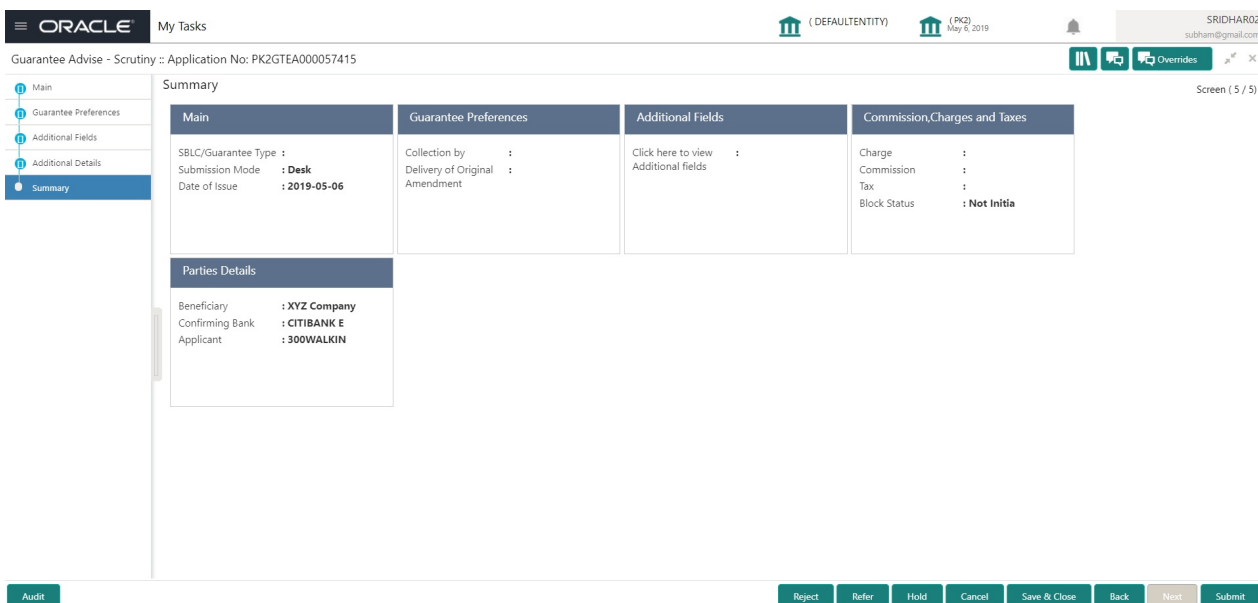 ORACLE®
My Tasks
( DEFAULTENTITY)
( PK2)
May 6, 2019
SRIDHAR02
subham@gmail.com
Guarantee Advise - Scrutiny :: Application No: PK2GTEA000057415
Overrides
Main
Guarantee Preferences
Additional Fields
Additional Details
Summary
Summary
Screen ( 5 / 5)
Main
SBLC/Guarantee Type :
Submission Mode : Desk
Date of Issue : 2019-05-06
Guarantee Preferences
Collection by :
Delivery of Original :
Amendment
Additional Fields
Click here to view :
Additional fields
Commission,Charges and Taxes
Charge :
Commission :
Tax :
Block Status : Not Initia
Parties Details
Beneficiary : XYZ Company
Confirming Bank : CITIBANK E
Applicant : 300WALKIN
Audit
Reject
Refer
Hold
Cancel
Save & Close
Back
Next
Submit